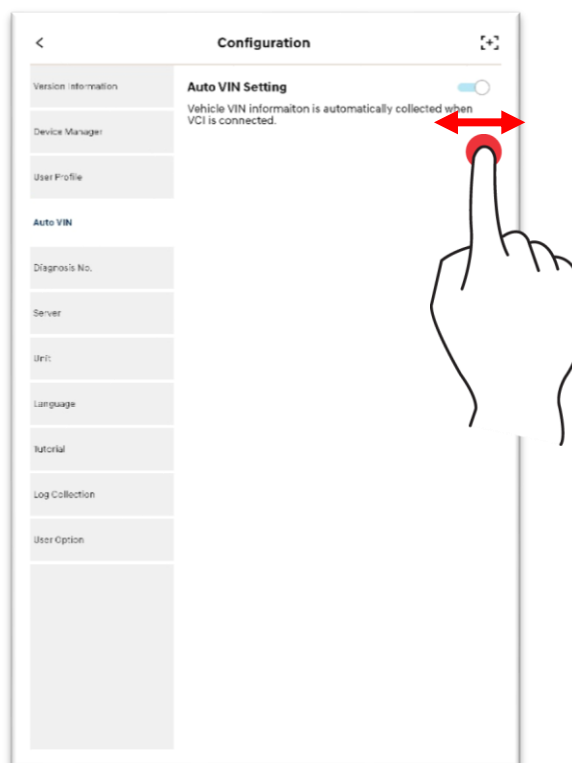 Configuration
Version Information
Auto VIN Setting
Vehicle VIN informaiton is automatically collected when
VCI is connected.
Device Manager
User Profile
Auto VIN
Diagnosis No.
Server
Unit
Language
Tutorial
Log Collection
User Option